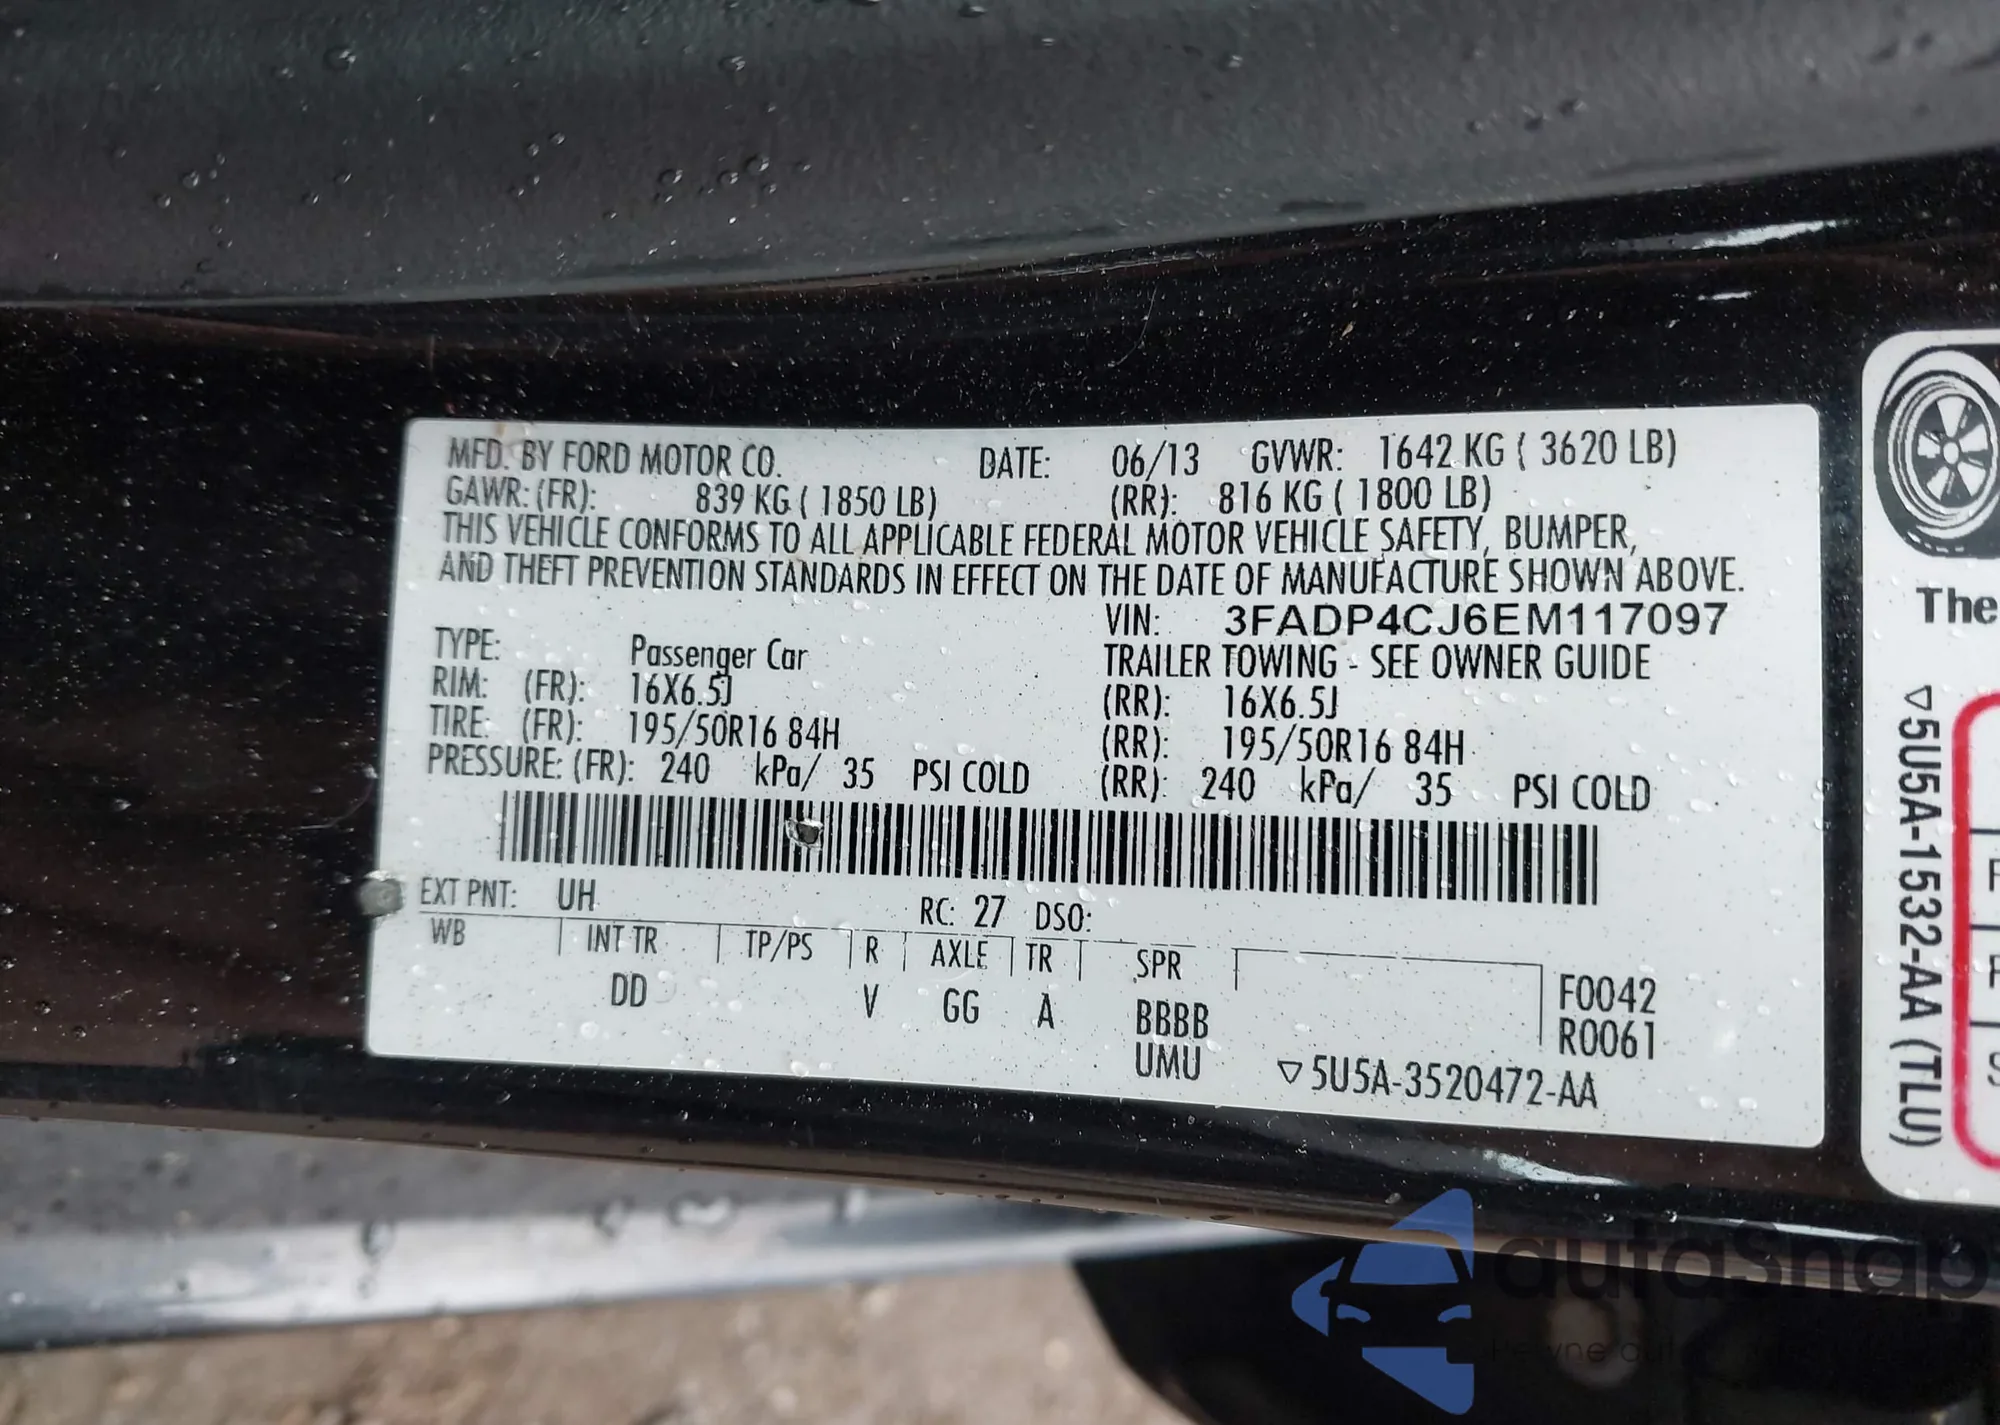 MFD. BY FORD MOTOR CO. DATE: 06/13 GVWR: 1642 KG ( 3620 LB)
GAWR: (FR): 839 KG ( 1850 LB) (RR): 816 KG ( 1800 LB)
THIS VEHICLE CONFORMS TO ALL APPLICABLE FEDERAL MOTOR VEHICLE SAFETY, BUMPER,
AND THEFT PREVENTION STANDARDS IN EFFECT ON THE DATE OF MANUFACTURE SHOWN ABOVE.
VIN: 3FADP4CJ6EM117097
TYPE: Passenger Car TRAILER TOWING - SEE OWNER GUIDE
RIM: (FR): 16X6.5J (RR): 16X6.5J
TIRE: (FR): 195/50R16 84H (RR): 195/50R16 84H
PRESSURE: (FR): 240 kPa/ 35 PSI COLD (RR): 240 kPa/ 35 PSI COLD
EXT PNT: UH RC: 27 DSO:
WB INT TR TP/PS R AXLE TR SPR
DD V GG A BBBB F0042
UMU R0061
▽5U5A-3520472-AA
The
▽5U5A-1532-AA (TLU)
autaSnap